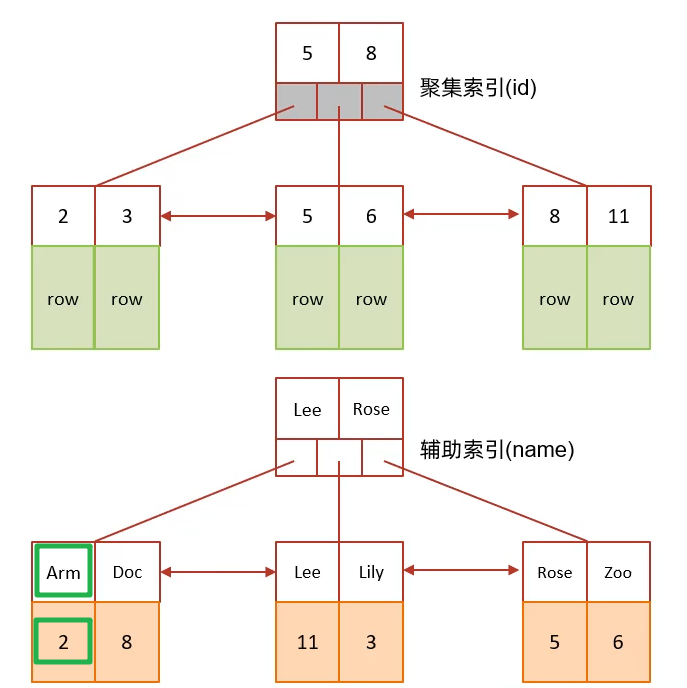 5 8
聚集索引(id)
2 3 5 6 8 11
row row row row row row
Lee Rose
辅助索引(name)
Arm Doc Lee Lily Rose Zoo
2 8 11 3 5 6